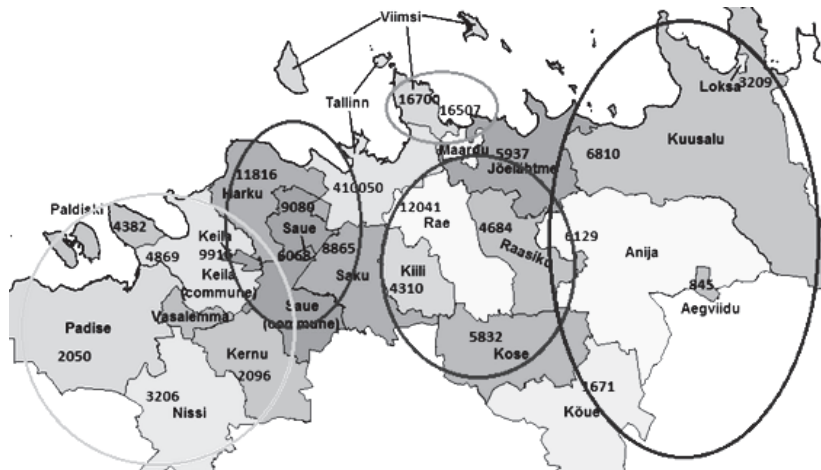 Viimsi
Loksa
3209
Tallinn
16700
16507
Kuusalu
Maardu
5937
6810
Jõelähtme
11816
Harku
410050
12041
Rae
9080
Saue
Paldiski
4382
4684
Raasiku
6129
Anija
Keila
9916
4869
6068
8865
Saku
Kiili
4310
Keila
(commune)
845
Aegviidu
Vasalemma
Saue
(commune)
Padise
2050
5832
Kose
Kernu
2096
3206
Nissi
1671
Kõue